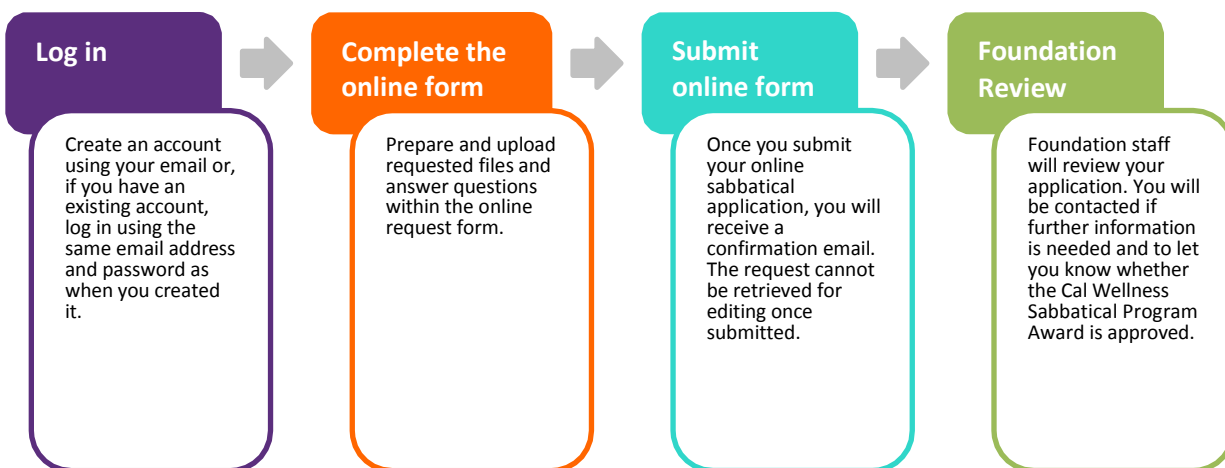 Log in
Create an account
using your email or,
if you have an
existing account,
log in using the
same email address
and password as
when you created
it.
Complete the
online form
Prepare and upload
requested files and
answer questions
within the online
request form.
Submit
online form
Once you submit
your online
sabbatical
application, you will
receive a
confirmation email.
The request cannot
be retrieved for
editing once
submitted.
Foundation
Review
Foundation staff
will review your
application. You will
be contacted if
further information
is needed and to let
you know whether
the Cal Wellness
Sabbatical Program
Award is approved.